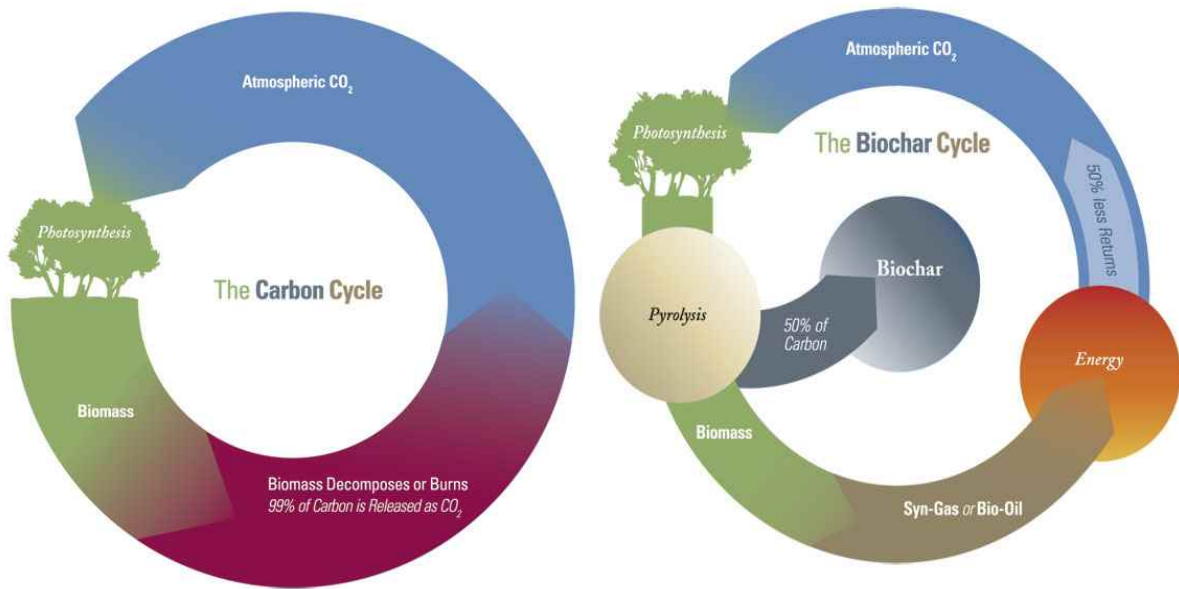 Atmospheric CO₂
Photosynthesis
The Carbon Cycle
Biomass
Biomass Decomposes or Burns
99% of Carbon is Released as CO₂
Atmospheric CO₂
Photosynthesis
The Biochar Cycle
50% less Returns
Biochar
Pyrolysis
50% of
Carbon
Energy
Biomass
Syn-Gas or Bio-Oil